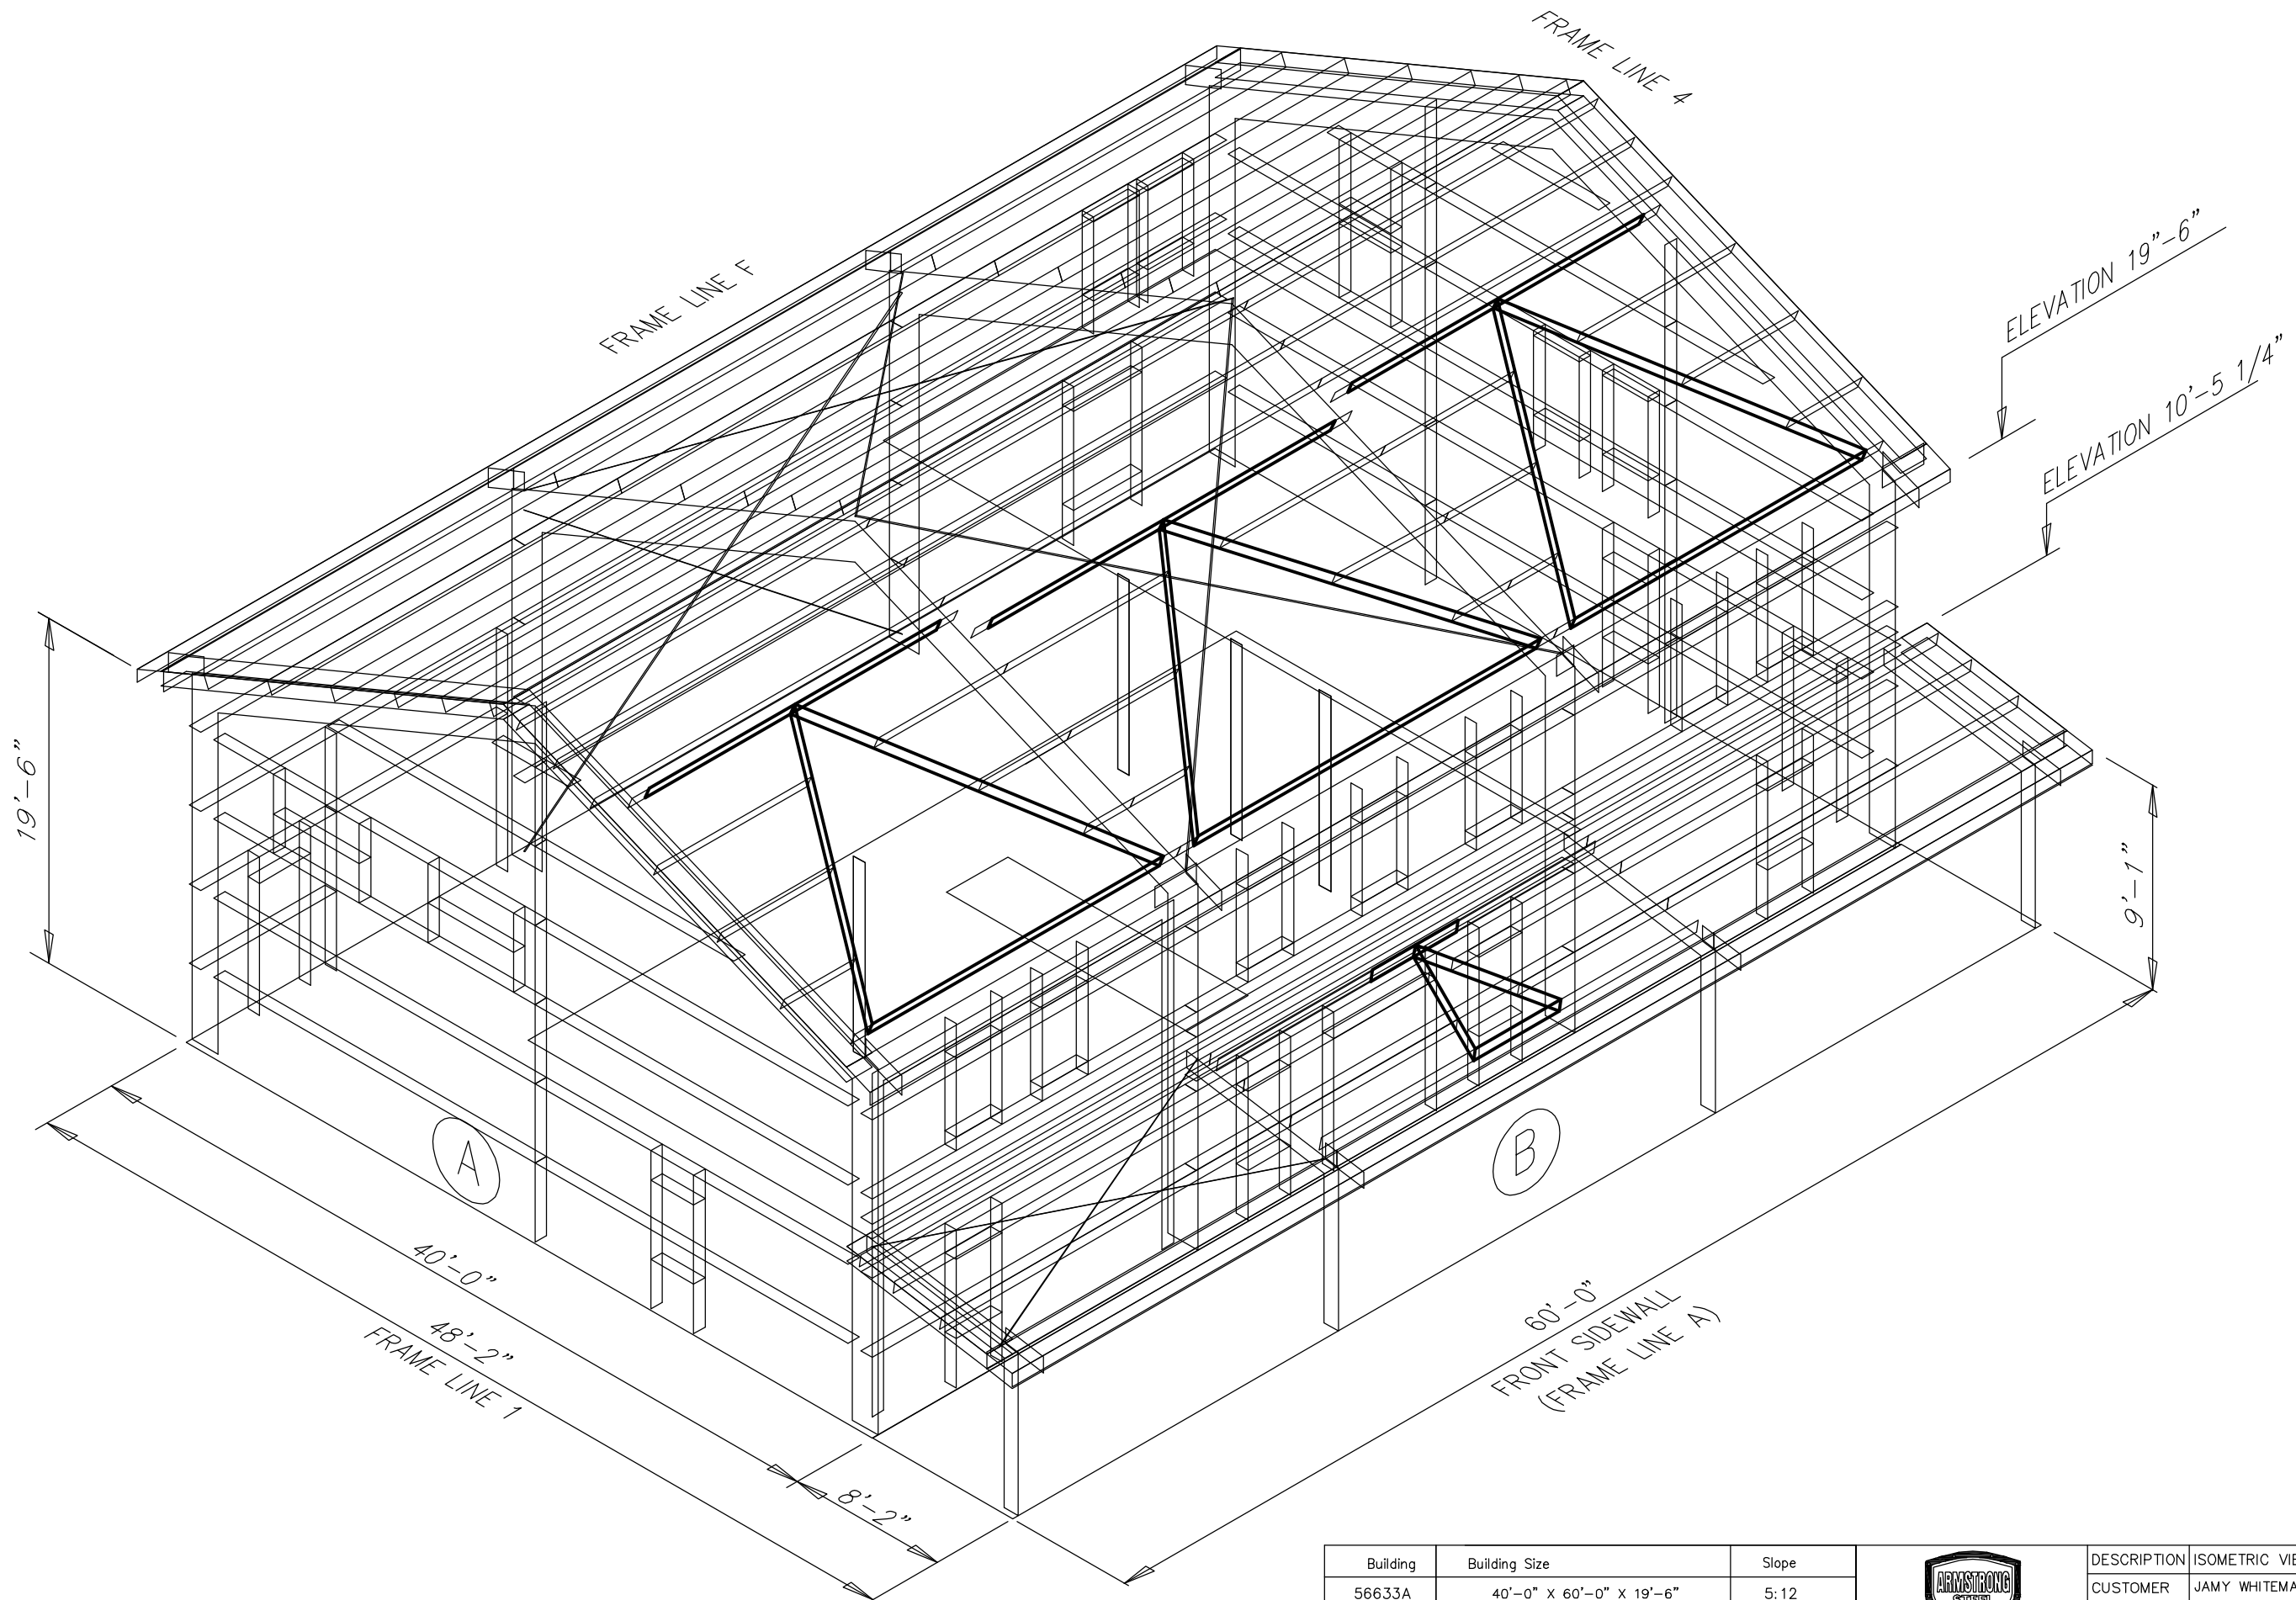 FRAME LINE 4
FRAME LINE F
ELEVATION 19"-6"
ELEVATION 10'-5 1/4"
19'-6"
9'-1"
A
B
40'-0"
48'-2"
FRAME LINE 1
8'-2"
60'-0"
FRONT SIDEWALL
(FRAME LINE A)
Building Building Size Slope
56633A 40'-0" X 60'-0" X 19'-6" 5:12
ARMSTRONG
STEEL
DESCRIPTION ISOMETRIC VIE
CUSTOMER JAMY WHITEMA